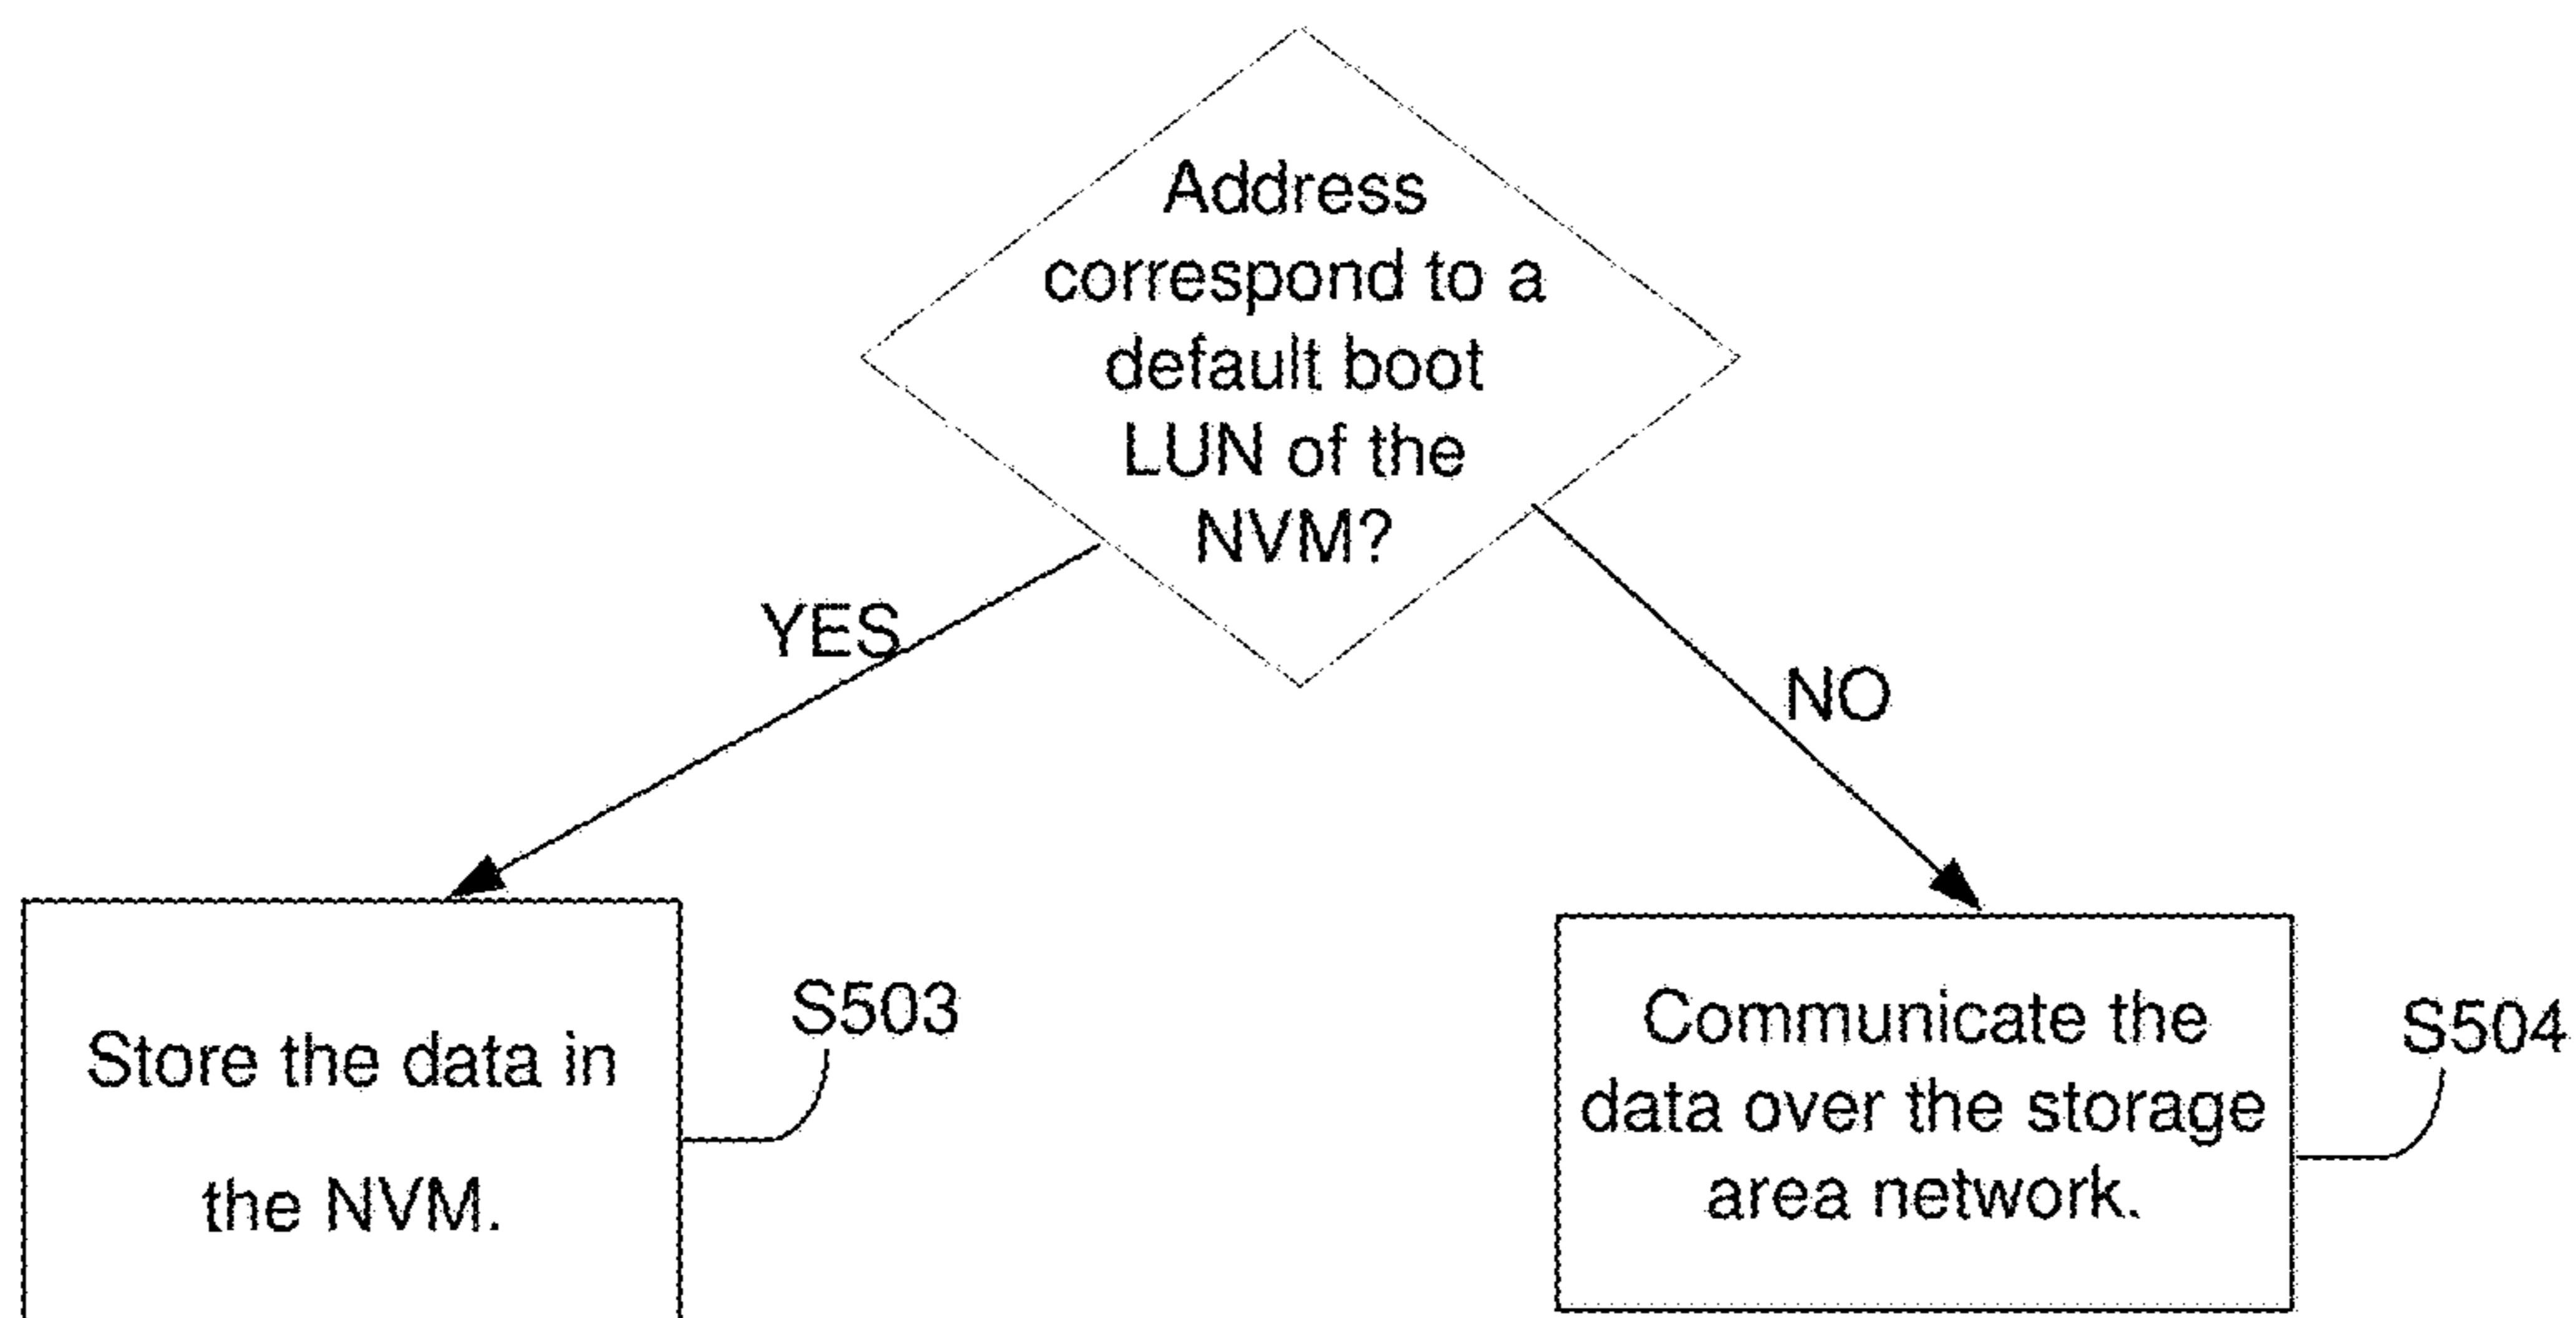 Address
correspond to a
default boot
LUN of the
NVM?
YES
NO
Store the data in
the NVM.
S503
Communicate the
data over the storage
area network.
S504